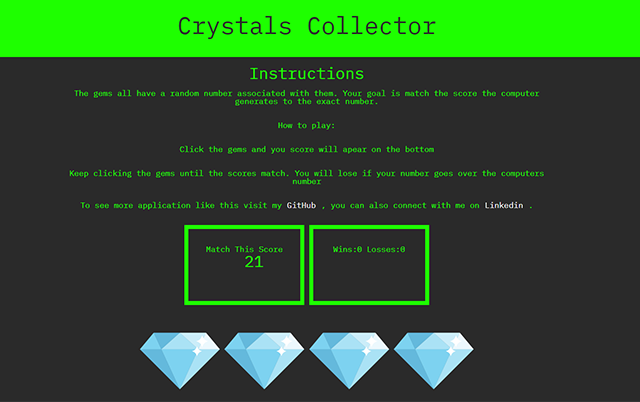 Crystals Collector
Instructions
The gems all have a random number associated with them. Your goal is match the score the computer
generates to the exact number.
How to play:
Click the gems and you score will apear on the bottom
Keep clicking the gems until the scores match. You will lose if your number goes over the computers
number
To see more application like this visit my GitHub , you can also connect with me on Linkedin .
Match This Score
21
Wins:0 Losses:0